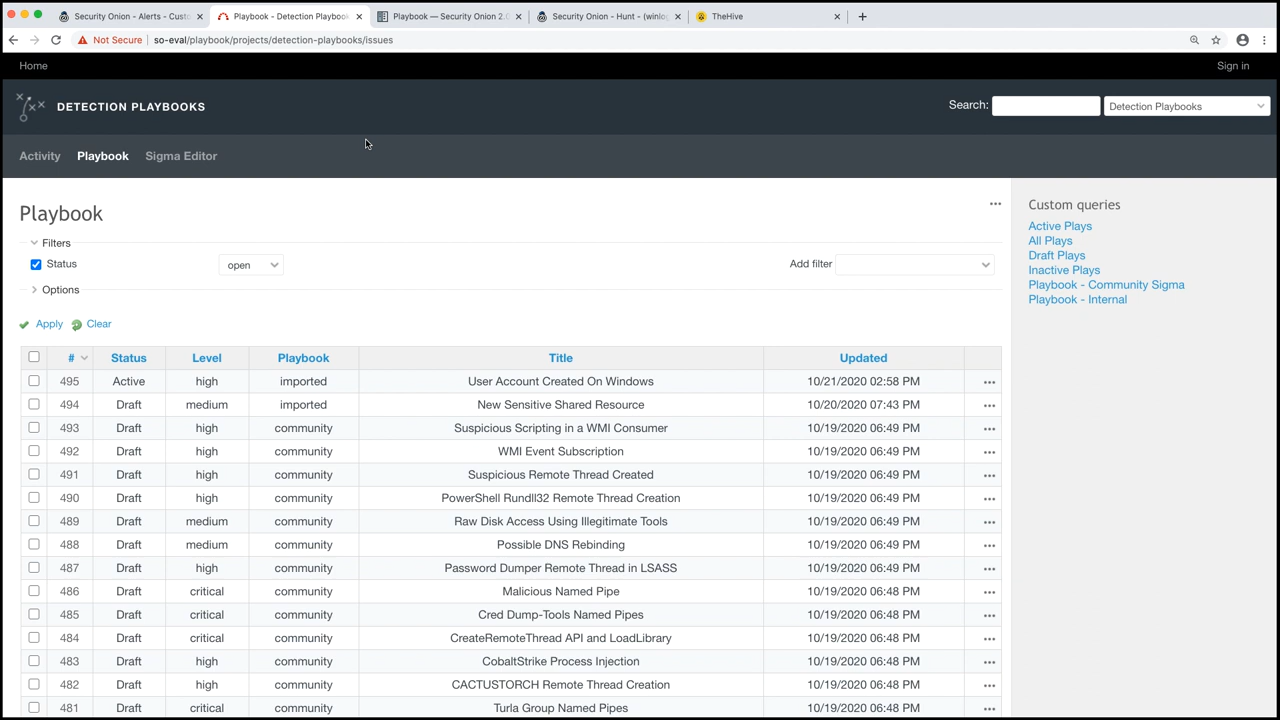 Security Onion - Alerts - Custo
Playbook - Detection Playbook
Playbook — Security Onion 2.0
Security Onion - Hunt - (winlog
TheHive
Not Secure
so-eval/playbook/projects/detection-playbooks/issues
Home
Sign in
DETECTION PLAYBOOKS
Search:
Detection Playbooks
Activity
Playbook
Sigma Editor
Playbook
Filters
Status
open
Add filter
Options
Apply
Clear
Custom queries
Active Plays
All Plays
Draft Plays
Inactive Plays
Playbook - Community Sigma
Playbook - Internal
# Status Level Playbook Title Updated
495 Active high imported User Account Created On Windows 10/21/2020 02:58 PM
494 Draft medium imported New Sensitive Shared Resource 10/20/2020 07:43 PM
493 Draft high community Suspicious Scripting in a WMI Consumer 10/19/2020 06:49 PM
492 Draft high community WMI Event Subscription 10/19/2020 06:49 PM
491 Draft high community Suspicious Remote Thread Created 10/19/2020 06:49 PM
490 Draft high community PowerShell Rundll32 Remote Thread Creation 10/19/2020 06:49 PM
489 Draft medium community Raw Disk Access Using Illegitimate Tools 10/19/2020 06:49 PM
488 Draft medium community Possible DNS Rebinding 10/19/2020 06:49 PM
487 Draft high community Password Dumper Remote Thread in LSASS 10/19/2020 06:49 PM
486 Draft critical community Malicious Named Pipe 10/19/2020 06:48 PM
485 Draft critical community Cred Dump-Tools Named Pipes 10/19/2020 06:48 PM
484 Draft critical community CreateRemoteThread API and LoadLibrary 10/19/2020 06:48 PM
483 Draft high community CobaltStrike Process Injection 10/19/2020 06:48 PM
482 Draft high community CACTUSTORCH Remote Thread Creation 10/19/2020 06:48 PM
481 Draft critical community Turla Group Named Pipes 10/19/2020 06:48 PM